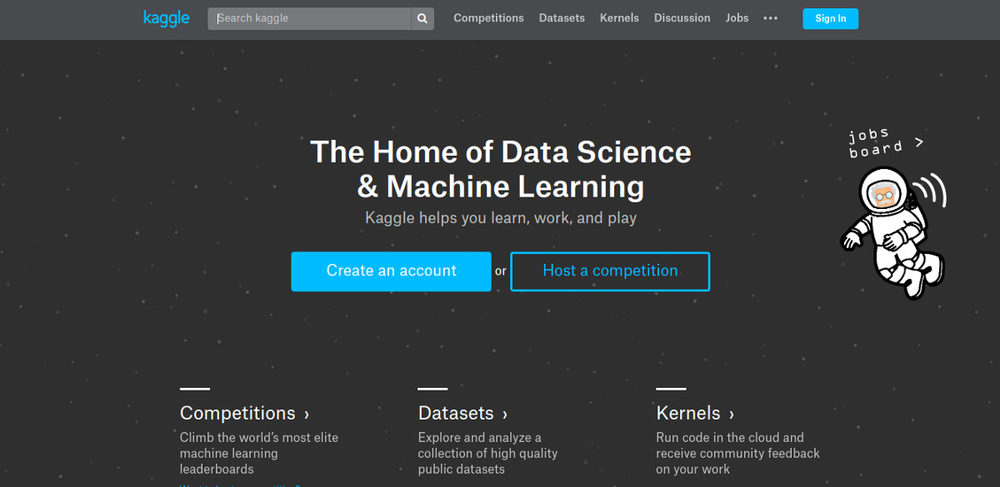 kaggle
Search kaggle
Competitions Datasets Kernels Discussion Jobs ••• Sign In
jobs
board >
The Home of Data Science
& Machine Learning
Kaggle helps you learn, work, and play
Create an account or Host a competition
Competitions ›
Climb the world’s most elite
machine learning
leaderboards
Datasets ›
Explore and analyze a
collection of high quality
public datasets
Kernels ›
Run code in the cloud and
receive community feedback
on your work